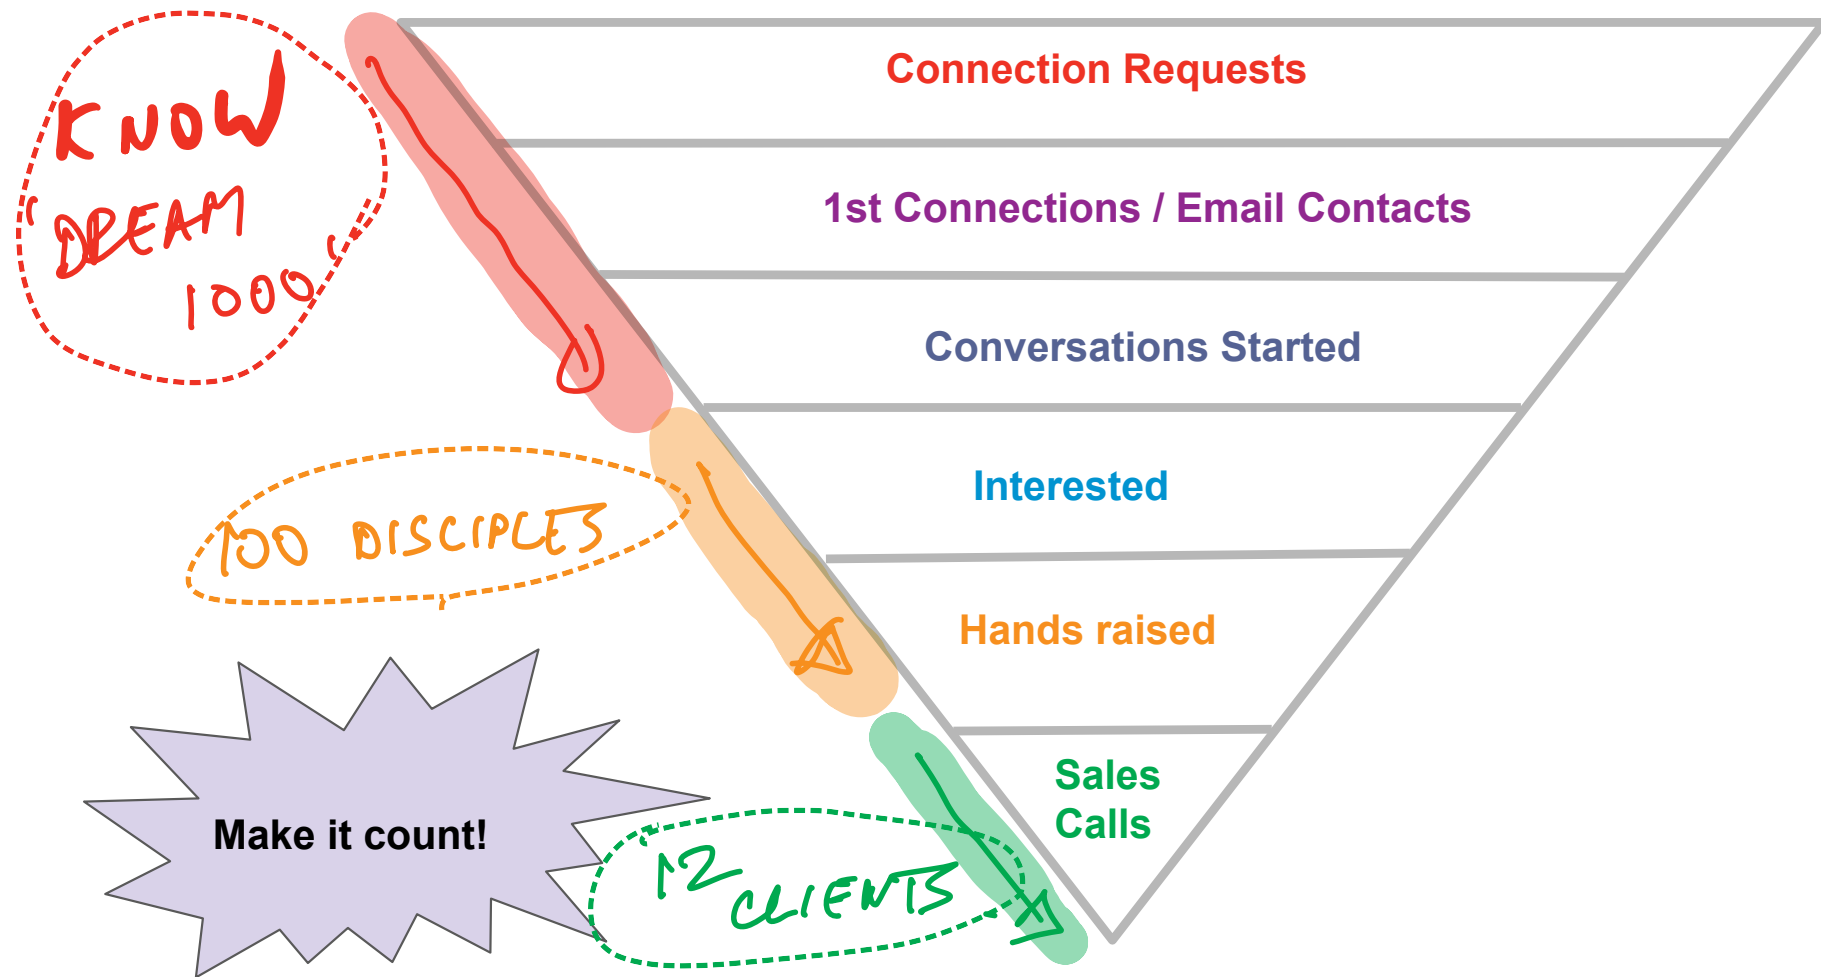 Connection Requests
KNOW
DREAM
1000
1st Connections / Email Contacts
Conversations Started
Interested
100 DISCIPLES
Hands raised
Sales
Calls
Make it count!
12
CLIENTS